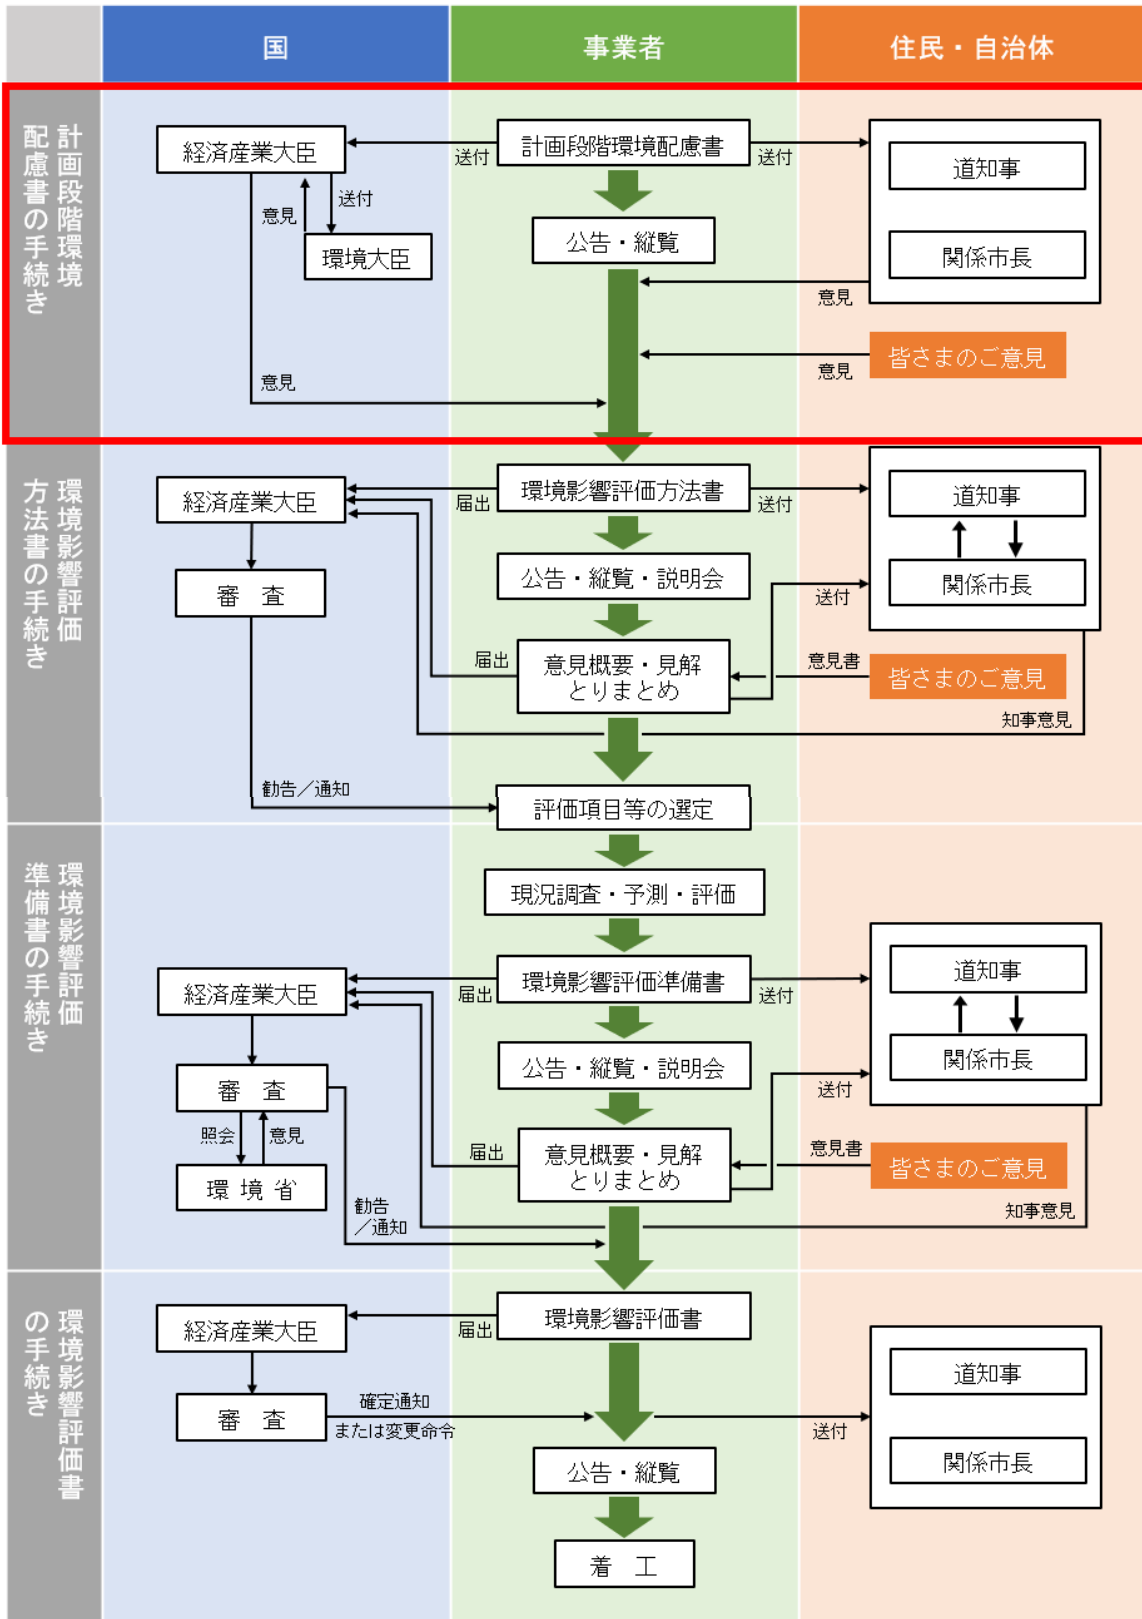 国
事業者
住民・自治体
計画段階環境
配慮書の手続き
経済産業大臣
送付
計画段階環境配慮書
送付
道知事
意見
送付
環境大臣
公告・縦覧
関係市長
意見
皆さまのご意見
意見
意見
環境影響評価
方法書の手続き
経済産業大臣
届出
環境影響評価方法書
送付
道知事
審　査
公告・縦覧・説明会
送付
関係市長
届出
意見概要・見解
とりまとめ
意見書
皆さまのご意見
知事意見
勧告／通知
評価項目等の選定
環境影響評価
準備書の手続き
現況調査・予測・評価
経済産業大臣
届出
環境影響評価準備書
送付
道知事
審　査
公告・縦覧・説明会
送付
関係市長
照会
意見
環 境 省
届出
意見概要・見解
とりまとめ
意見書
皆さまのご意見
知事意見
勧告
／通知
環境影響評価書
の手続き
経済産業大臣
届出
環境影響評価書
道知事
審　査
確定通知
または変更命令
送付
公告・縦覧
関係市長
着　工